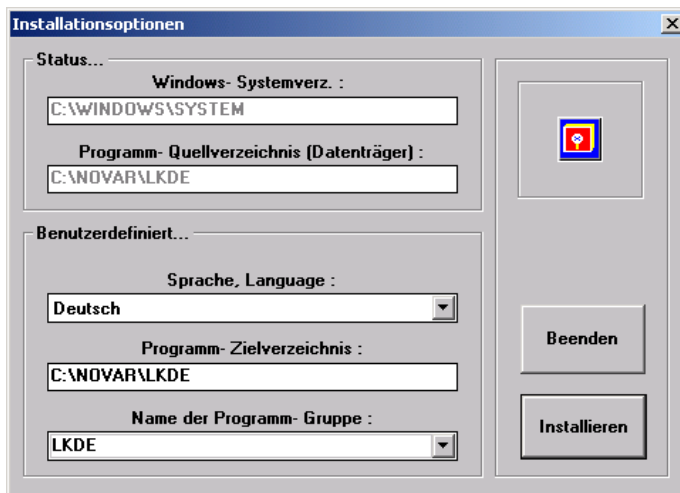 Installationsoptionen
Status...
Windows- Systemverz. :
C:\WINDOWS\SYSTEM
Programm- Quellverzeichnis (Datenträger) :
C:\NOVAR\LKDE
Benutzerdefiniert...
Sprache, Language :
Deutsch
Programm- Zielverzeichnis :
C:\NOVAR\LKDE
Name der Programm- Gruppe :
LKDE
Beenden
Installieren